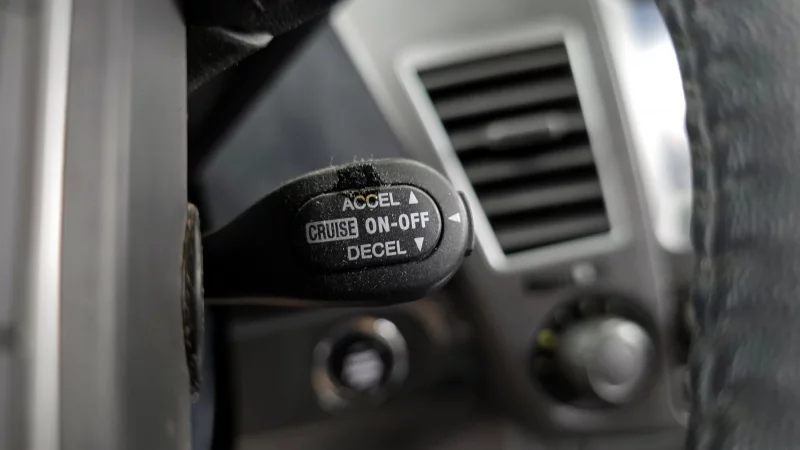 ACCEL ▲
CRUISE ON-OFF
DECEL ▼